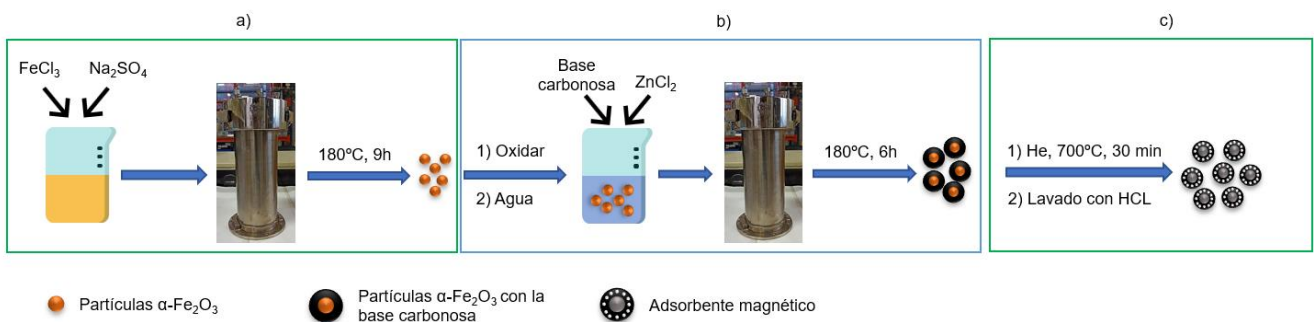 a)
b)
c)
FeCl₃
Na₂SO₄
180ºC, 9h
1) Oxidar
2) Agua
Base
carbonosa
ZnCl₂
180ºC, 6h
1) He, 700ºC, 30 min
2) Lavado con HCL
Partículas α-Fe₂O₃
Partículas α-Fe₂O₃ con la
base carbonosa
Adsorbente magnético